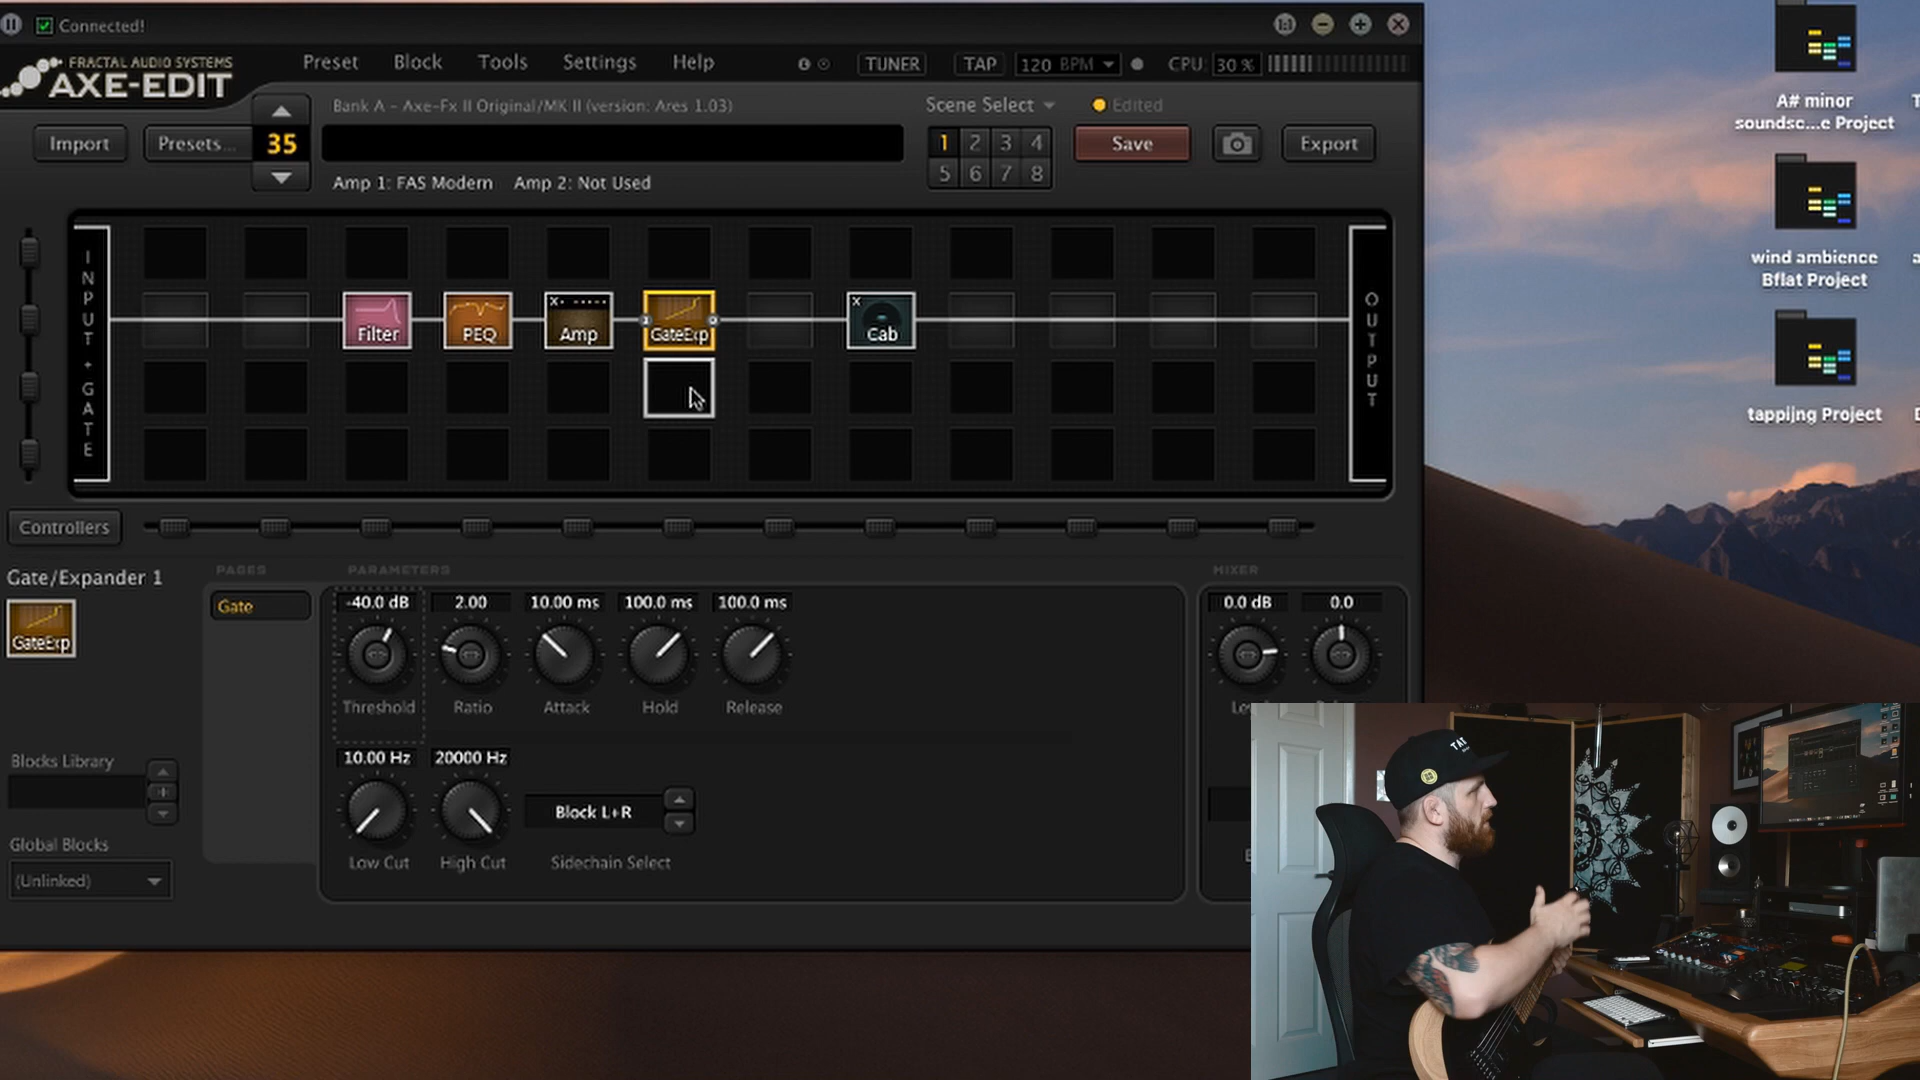 Connected!
FRACTAL AUDIO SYSTEMS
AXE-EDIT
Preset Block Tools Settings Help
TUNER TAP 120 BPM CPU: 30 %
Bank A - Axe-Fx II Original/MK II (version: Ares 1.03)
Scene Select Edited
Import Presets... 35
1 2 3 4
5 6 7 8
Save Export
Amp 1: FAS Modern Amp 2: Not Used
INPUT + GATE
Filter PEQ Amp GateExp Cab
OUTPUT
Controllers
Gate/Expander 1
GateExp
PAGES
Gate
PARAMETERS
-40.0 dB 2.00 10.00 ms 100.0 ms 100.0 ms
Threshold Ratio Attack Hold Release
10.00 Hz 20000 Hz
Block L+R
Low Cut High Cut Sidechain Select
MIXER
0.0 dB 0.0
Blocks Library
Global Blocks
(Unlinked)
A# minor
soundsc...e Project
wind ambience
Bflat Project
tappijng Project